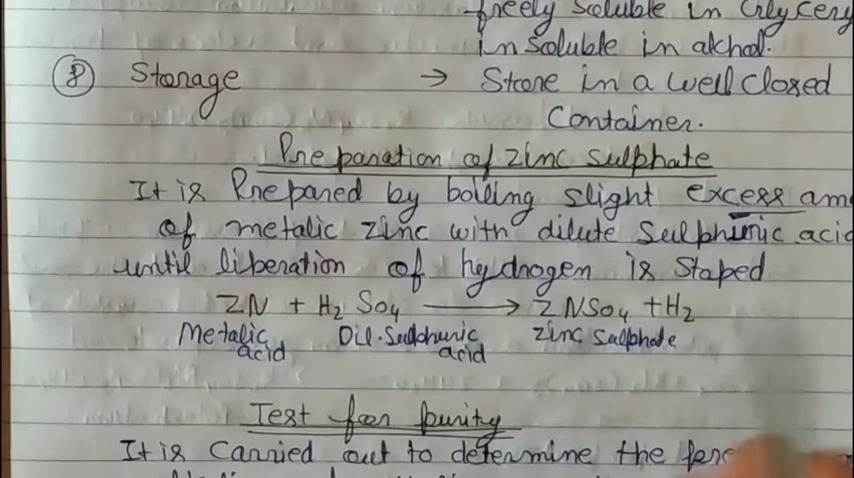 freely Soluble in Glycery
insoluble in alchol.
8 Storage → Store in a well closed
Container.
Preparation of zinc sulphate
It is Prepared by boiling slight excess am
of metalic zinc with dilute Sulphuric acid
until liberation of hydrogen is Staped
ZN + H2 SO4 → ZNSO4 + H2
Metalic acid Dil. Sulphuric acid zinc sulphate
Test for purity
It is Carried out to determine the